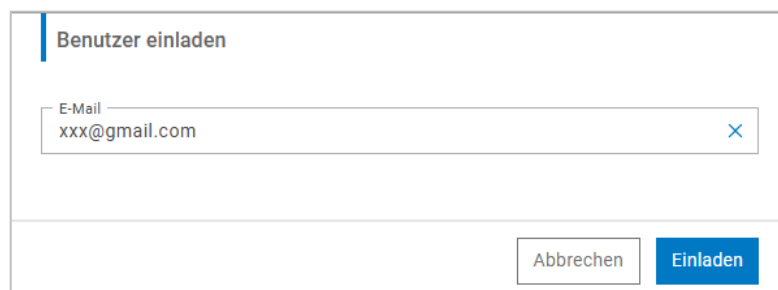 Benutzer einladen
E-Mail
xxx@gmail.com
Abbrechen
Einladen